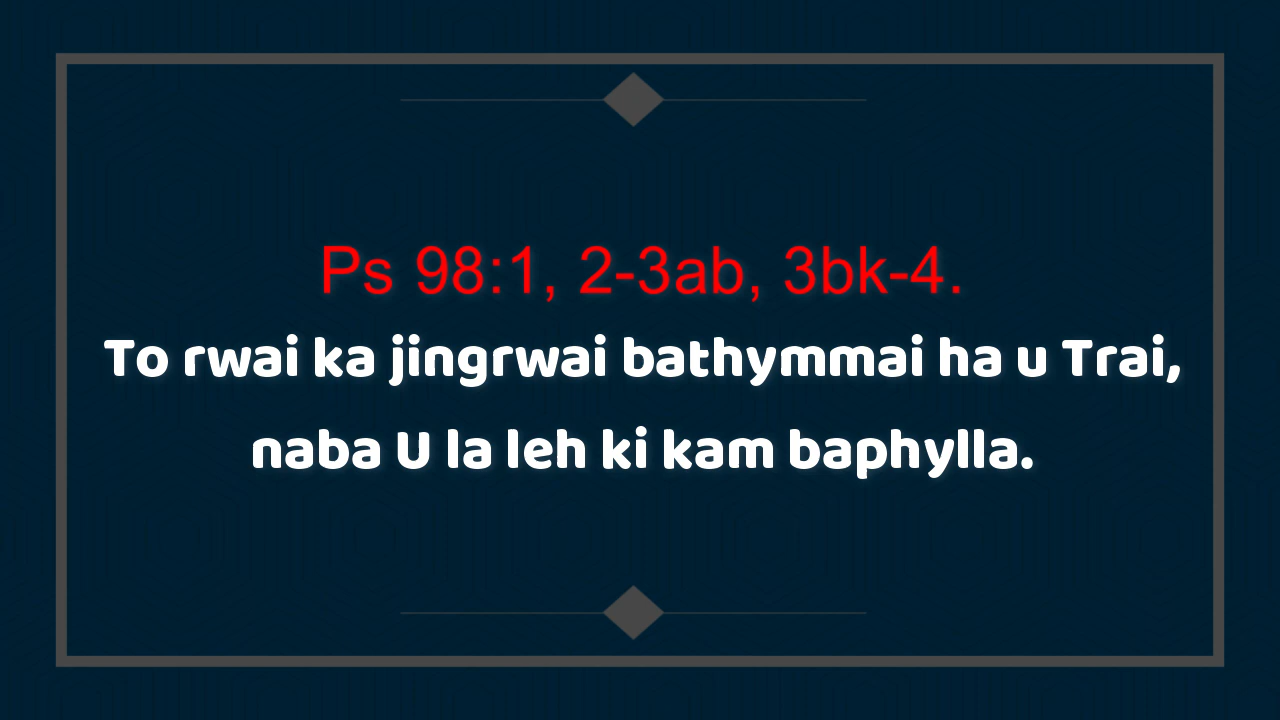 Ps 98:1, 2-3ab, 3bk-4.
To rwai ka jingrwai bathymmai ha u Trai,
naba U la leh ki kam baphylla.